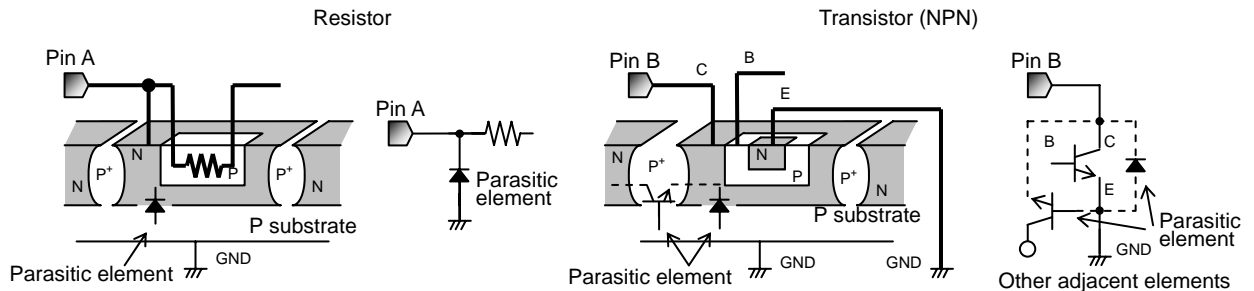 Resistor
Transistor (NPN)
Pin A
Pin B
B
C
E
Pin B
Pin A
N
P⁺
N
P
P⁺
N
Parasitic element
P substrate
GND
Parasitic element
N
P⁺
N
P
P⁺
N
P substrate
GND
GND
Parasitic element
B
C
E
Parasitic element
GND
Other adjacent elements